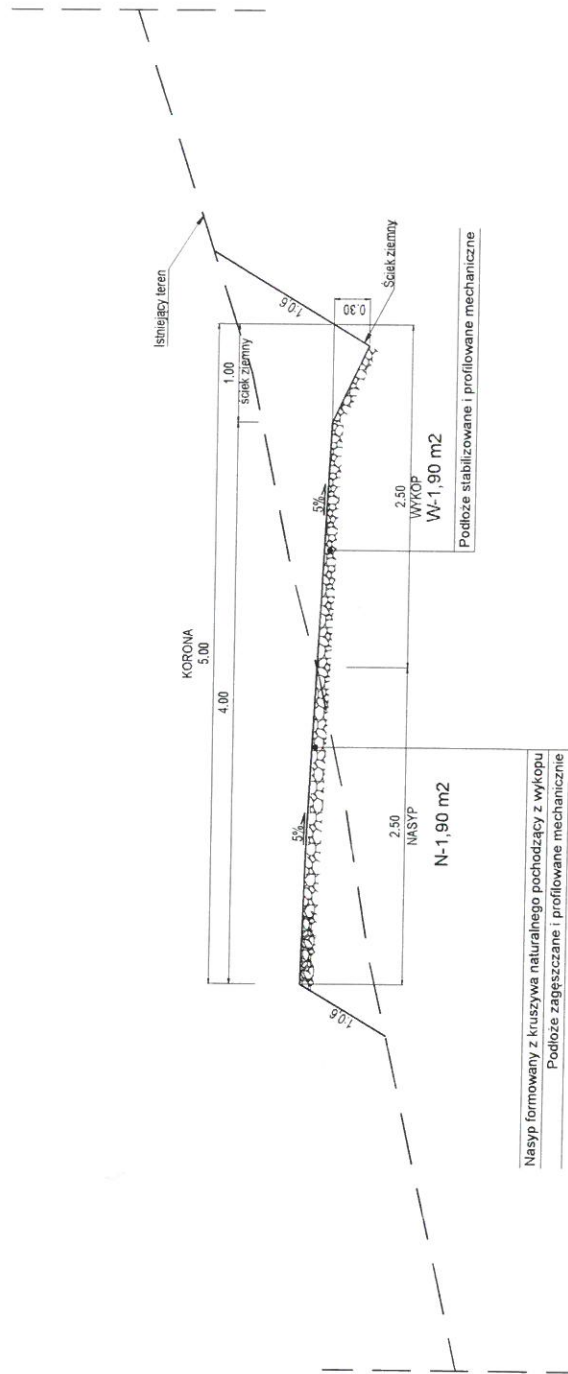 KORONA
5.00
4.00
1.00
ściek ziemny
Istniejący teren
1:0,6
5%
5%
1:0,6
0.30
Ściek ziemny
2.50
NASYP
N-1,90 m2
2.50
WYKOP
W-1,90 m2
Nasyp formowany z kruszywa naturalnego pochodzący z wykopu
Podłoże zagęszczane i profilowane mechanicznie
Podłoże stabilizowane i profilowane mechaniczne